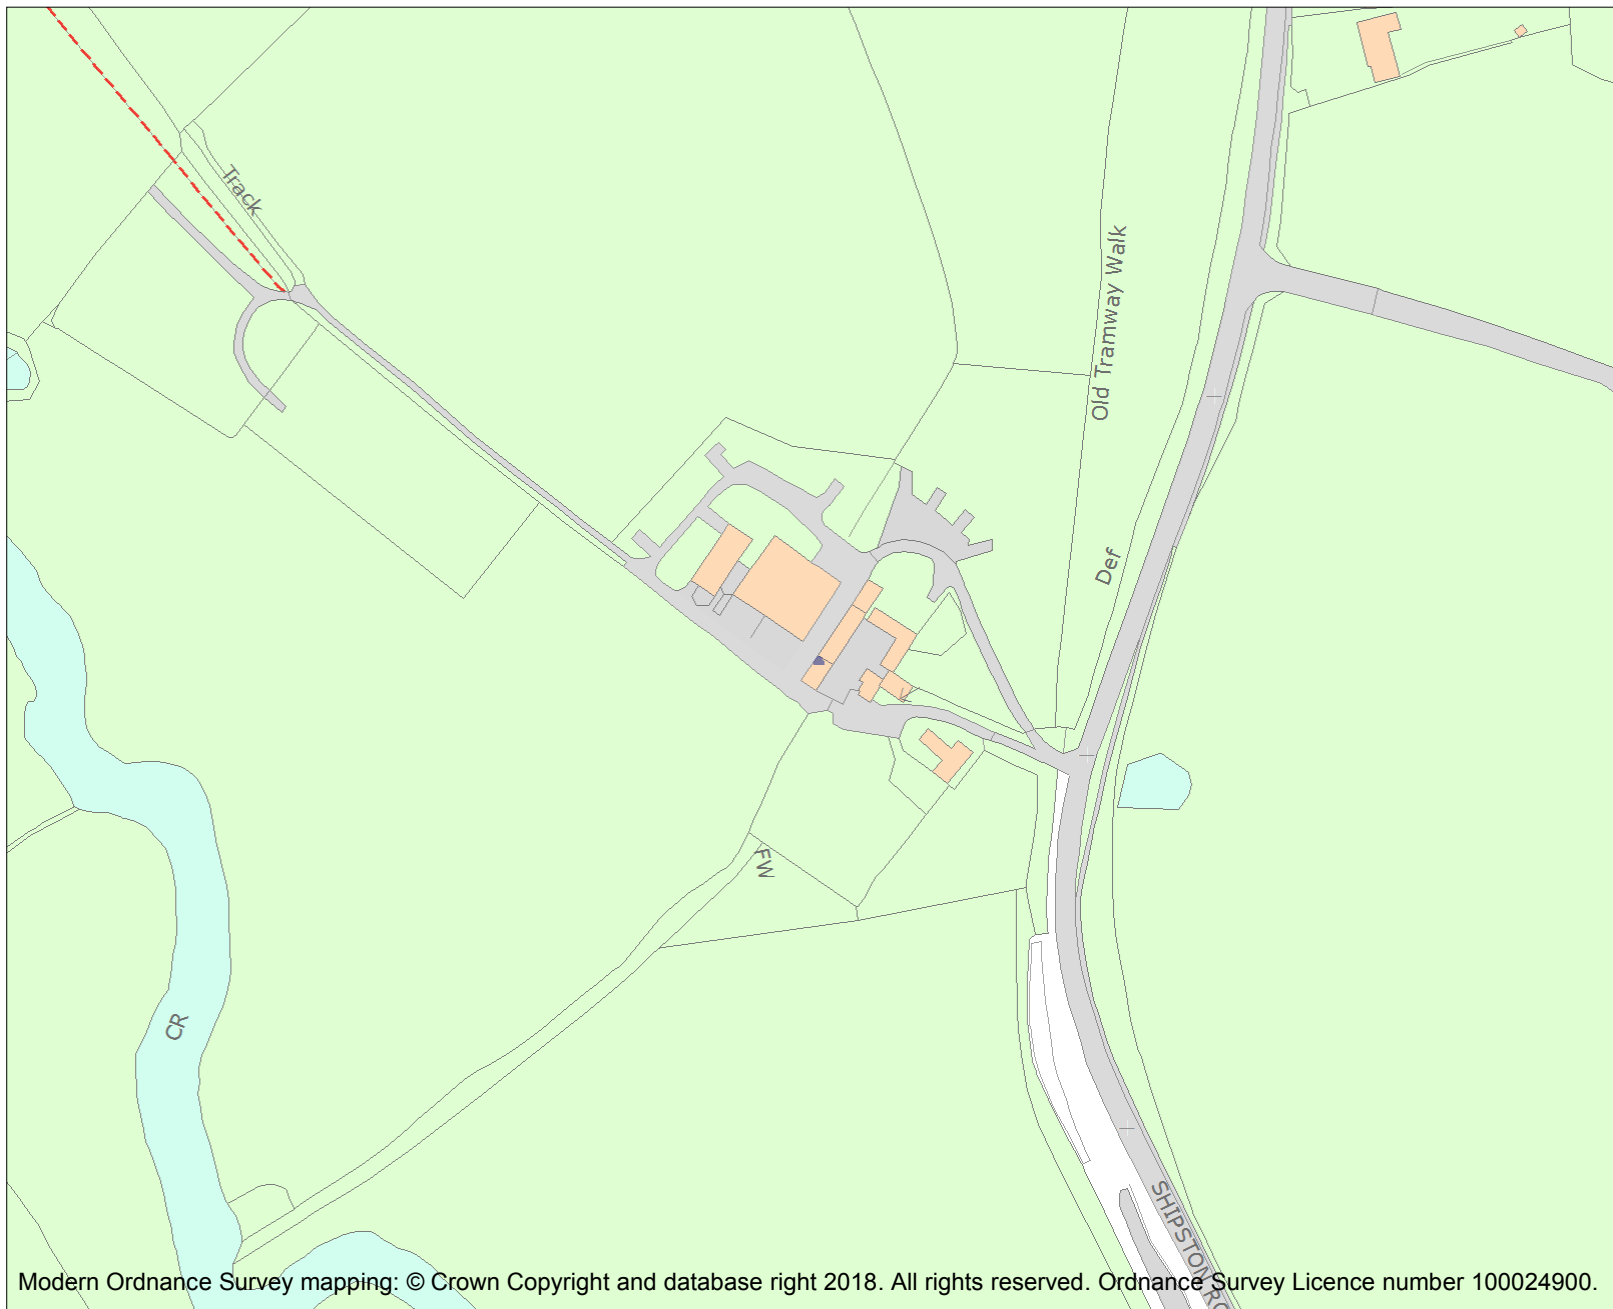 Track
Old Tramway Walk
Def
FW
CR
SHIPSTON
Modern Ordnance Survey mapping: © Crown Copyright and database right 2018. All rights reserved. Ordnance Survey Licence number 100024900.